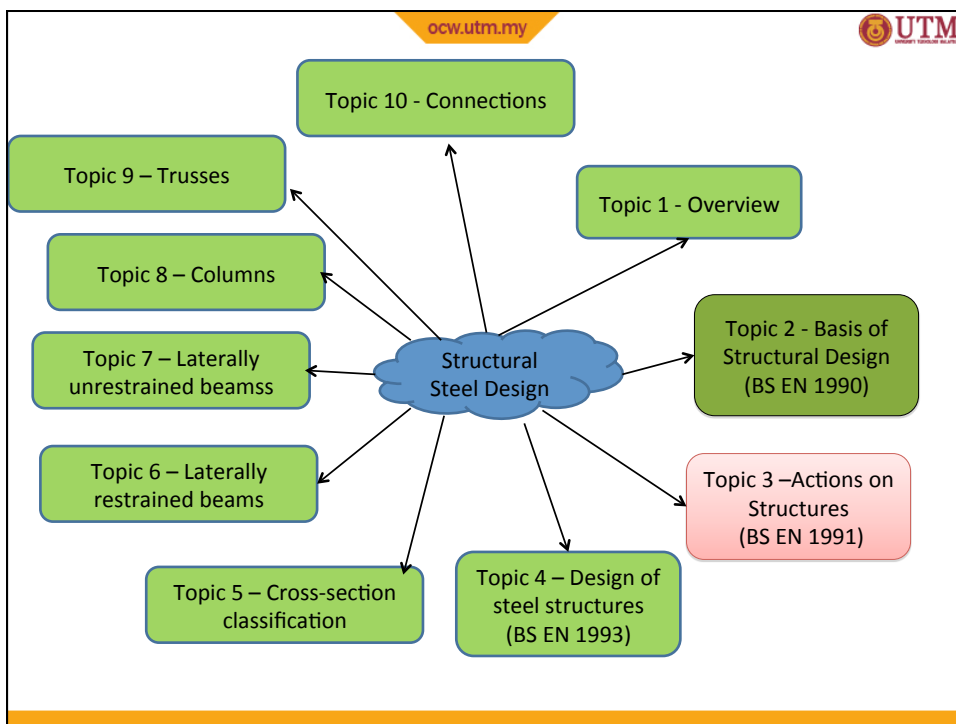 ocw.utm.my
UTM
UNIVERSITI TEKNOLOGI MALAYSIA
Topic 10 - Connections
Topic 9 – Trusses
Topic 1 - Overview
Topic 8 – Columns
Topic 2 - Basis of
Structural Design
(BS EN 1990)
Structural
Steel Design
Topic 7 – Laterally
unrestrained beamss
Topic 6 – Laterally
restrained beams
Topic 3 –Actions on
Structures
(BS EN 1991)
Topic 4 – Design of
steel structures
(BS EN 1993)
Topic 5 – Cross-section
classification